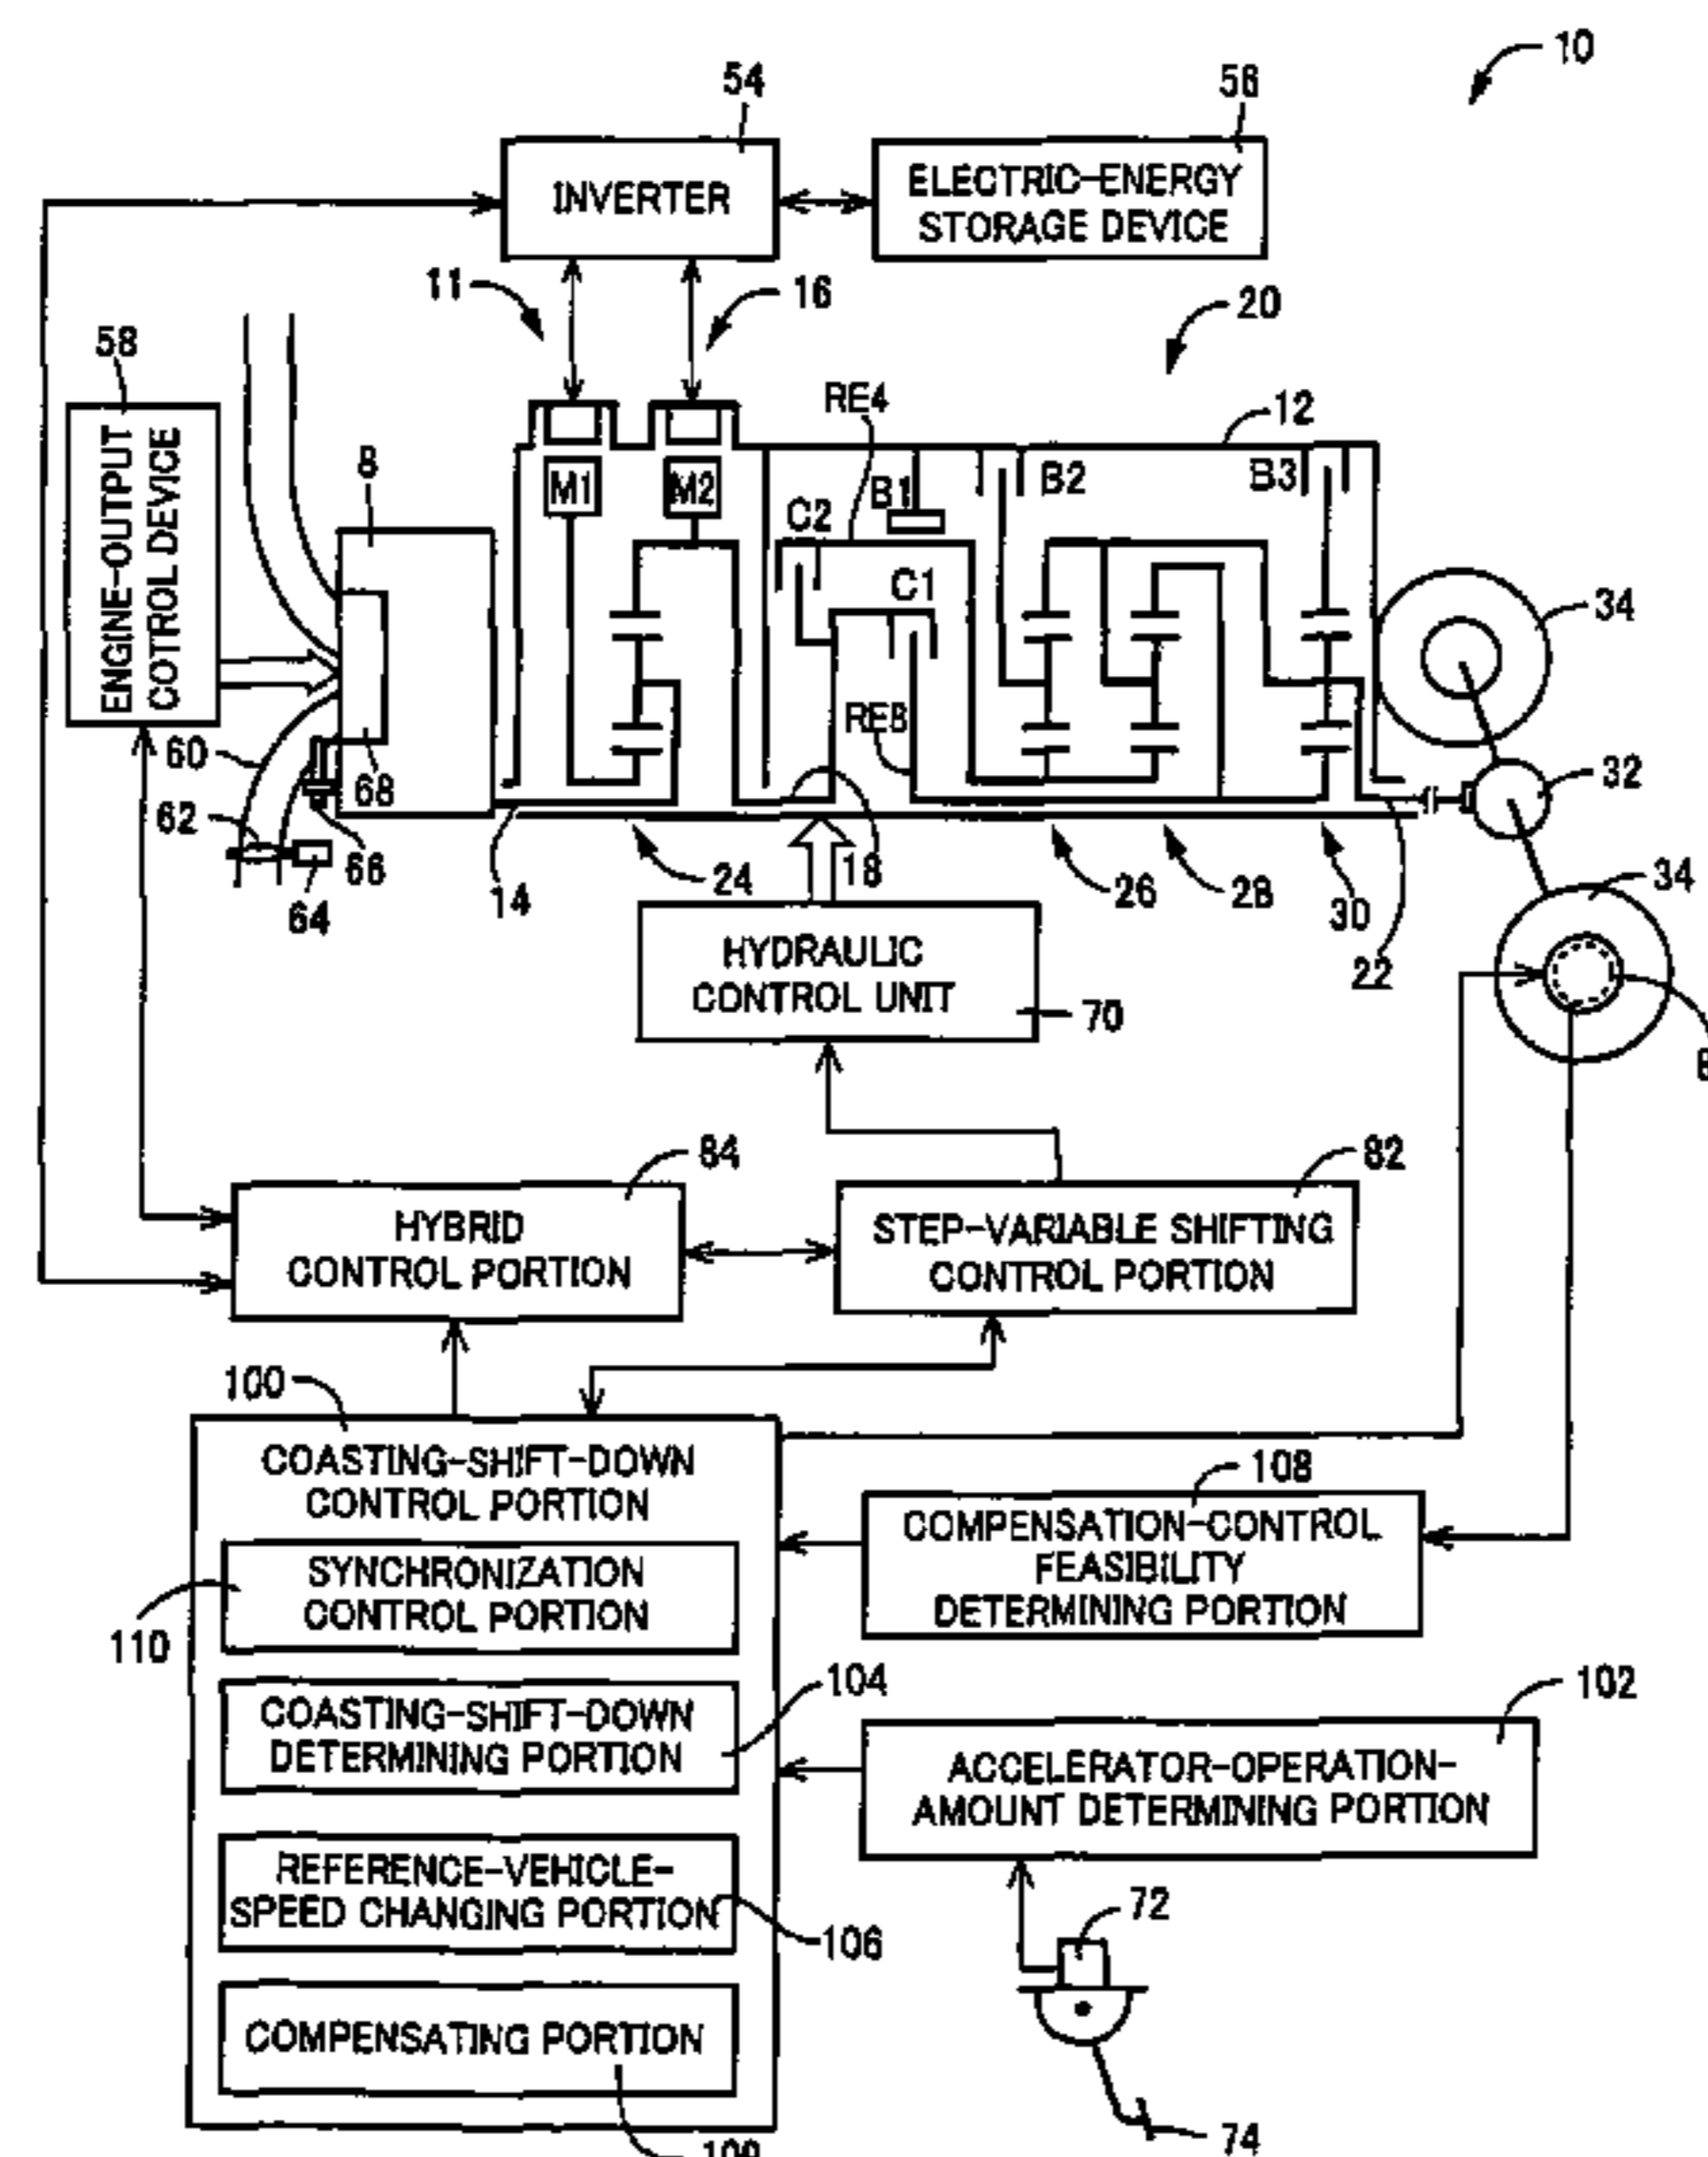 10
54
56
INVERTER
ELECTRIC-ENERGY
STORAGE DEVICE
11
16
20
58
ENGINE-OUTPUT
COTROL DEVICE
8
RE4
12
M1
M2
B1
B2
B3
C2
C1
34
RE8
60
68
32
62
66
64
14
24
18
26
28
30
22
34
HYDRAULIC
CONTROL UNIT
70
84
82
HYBRID
CONTROL PORTION
STEP-VARIABLE SHIFTING
CONTROL PORTION
100
COASTING-SHIFT-DOWN
CONTROL PORTION
108
COMPENSATION-CONTROL
FEASIBILITY
DETERMINING PORTION
SYNCHRONIZATION
CONTROL PORTION
110
104
102
COASTING-SHIFT-DOWN
DETERMINING PORTION
ACCELERATOR-OPERATION-
AMOUNT DETERMINING PORTION
REFERENCE-VEHICLE-
SPEED CHANGING PORTION
106
72
COMPENSATING PORTION
74